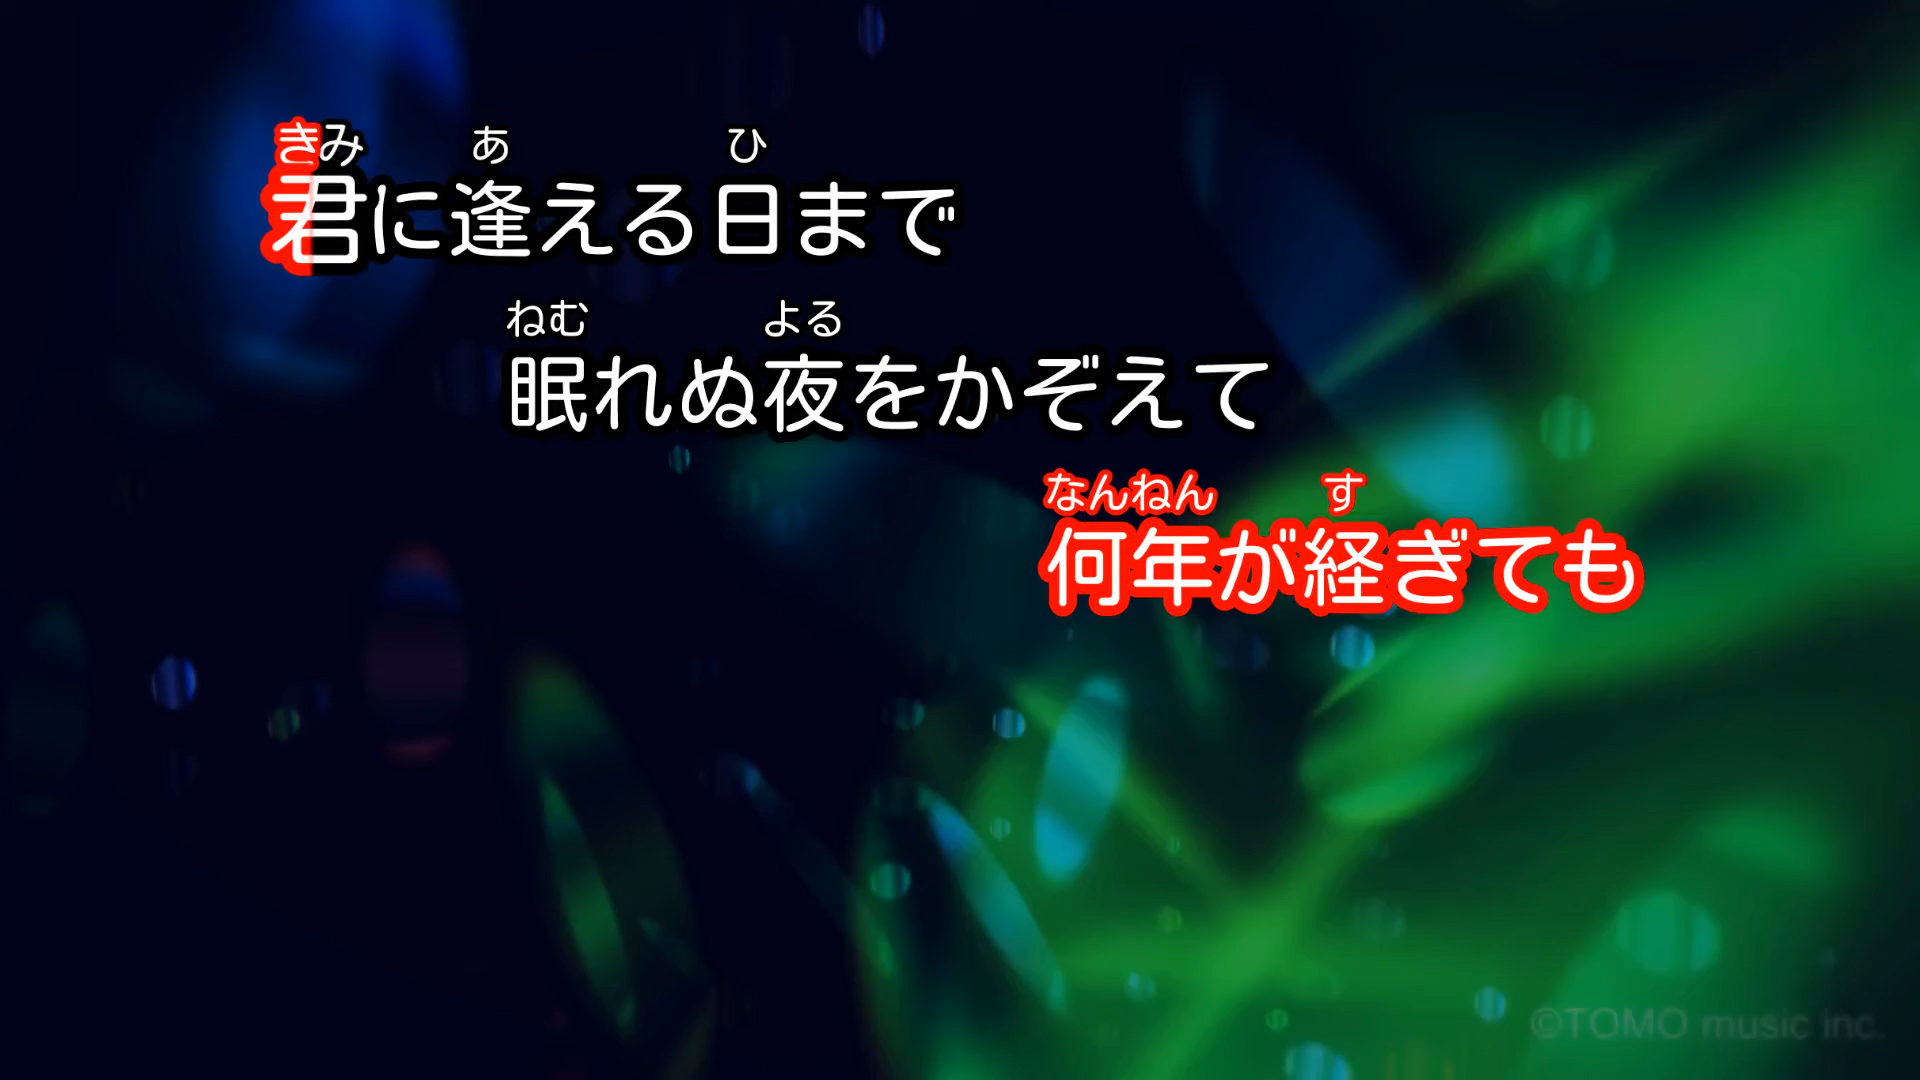 きみ あ ひ
君に逢える日まで
ねむ よる
眠れぬ夜をかぞえて
なんねん す
何年が経ぎても
©TOMO music inc.